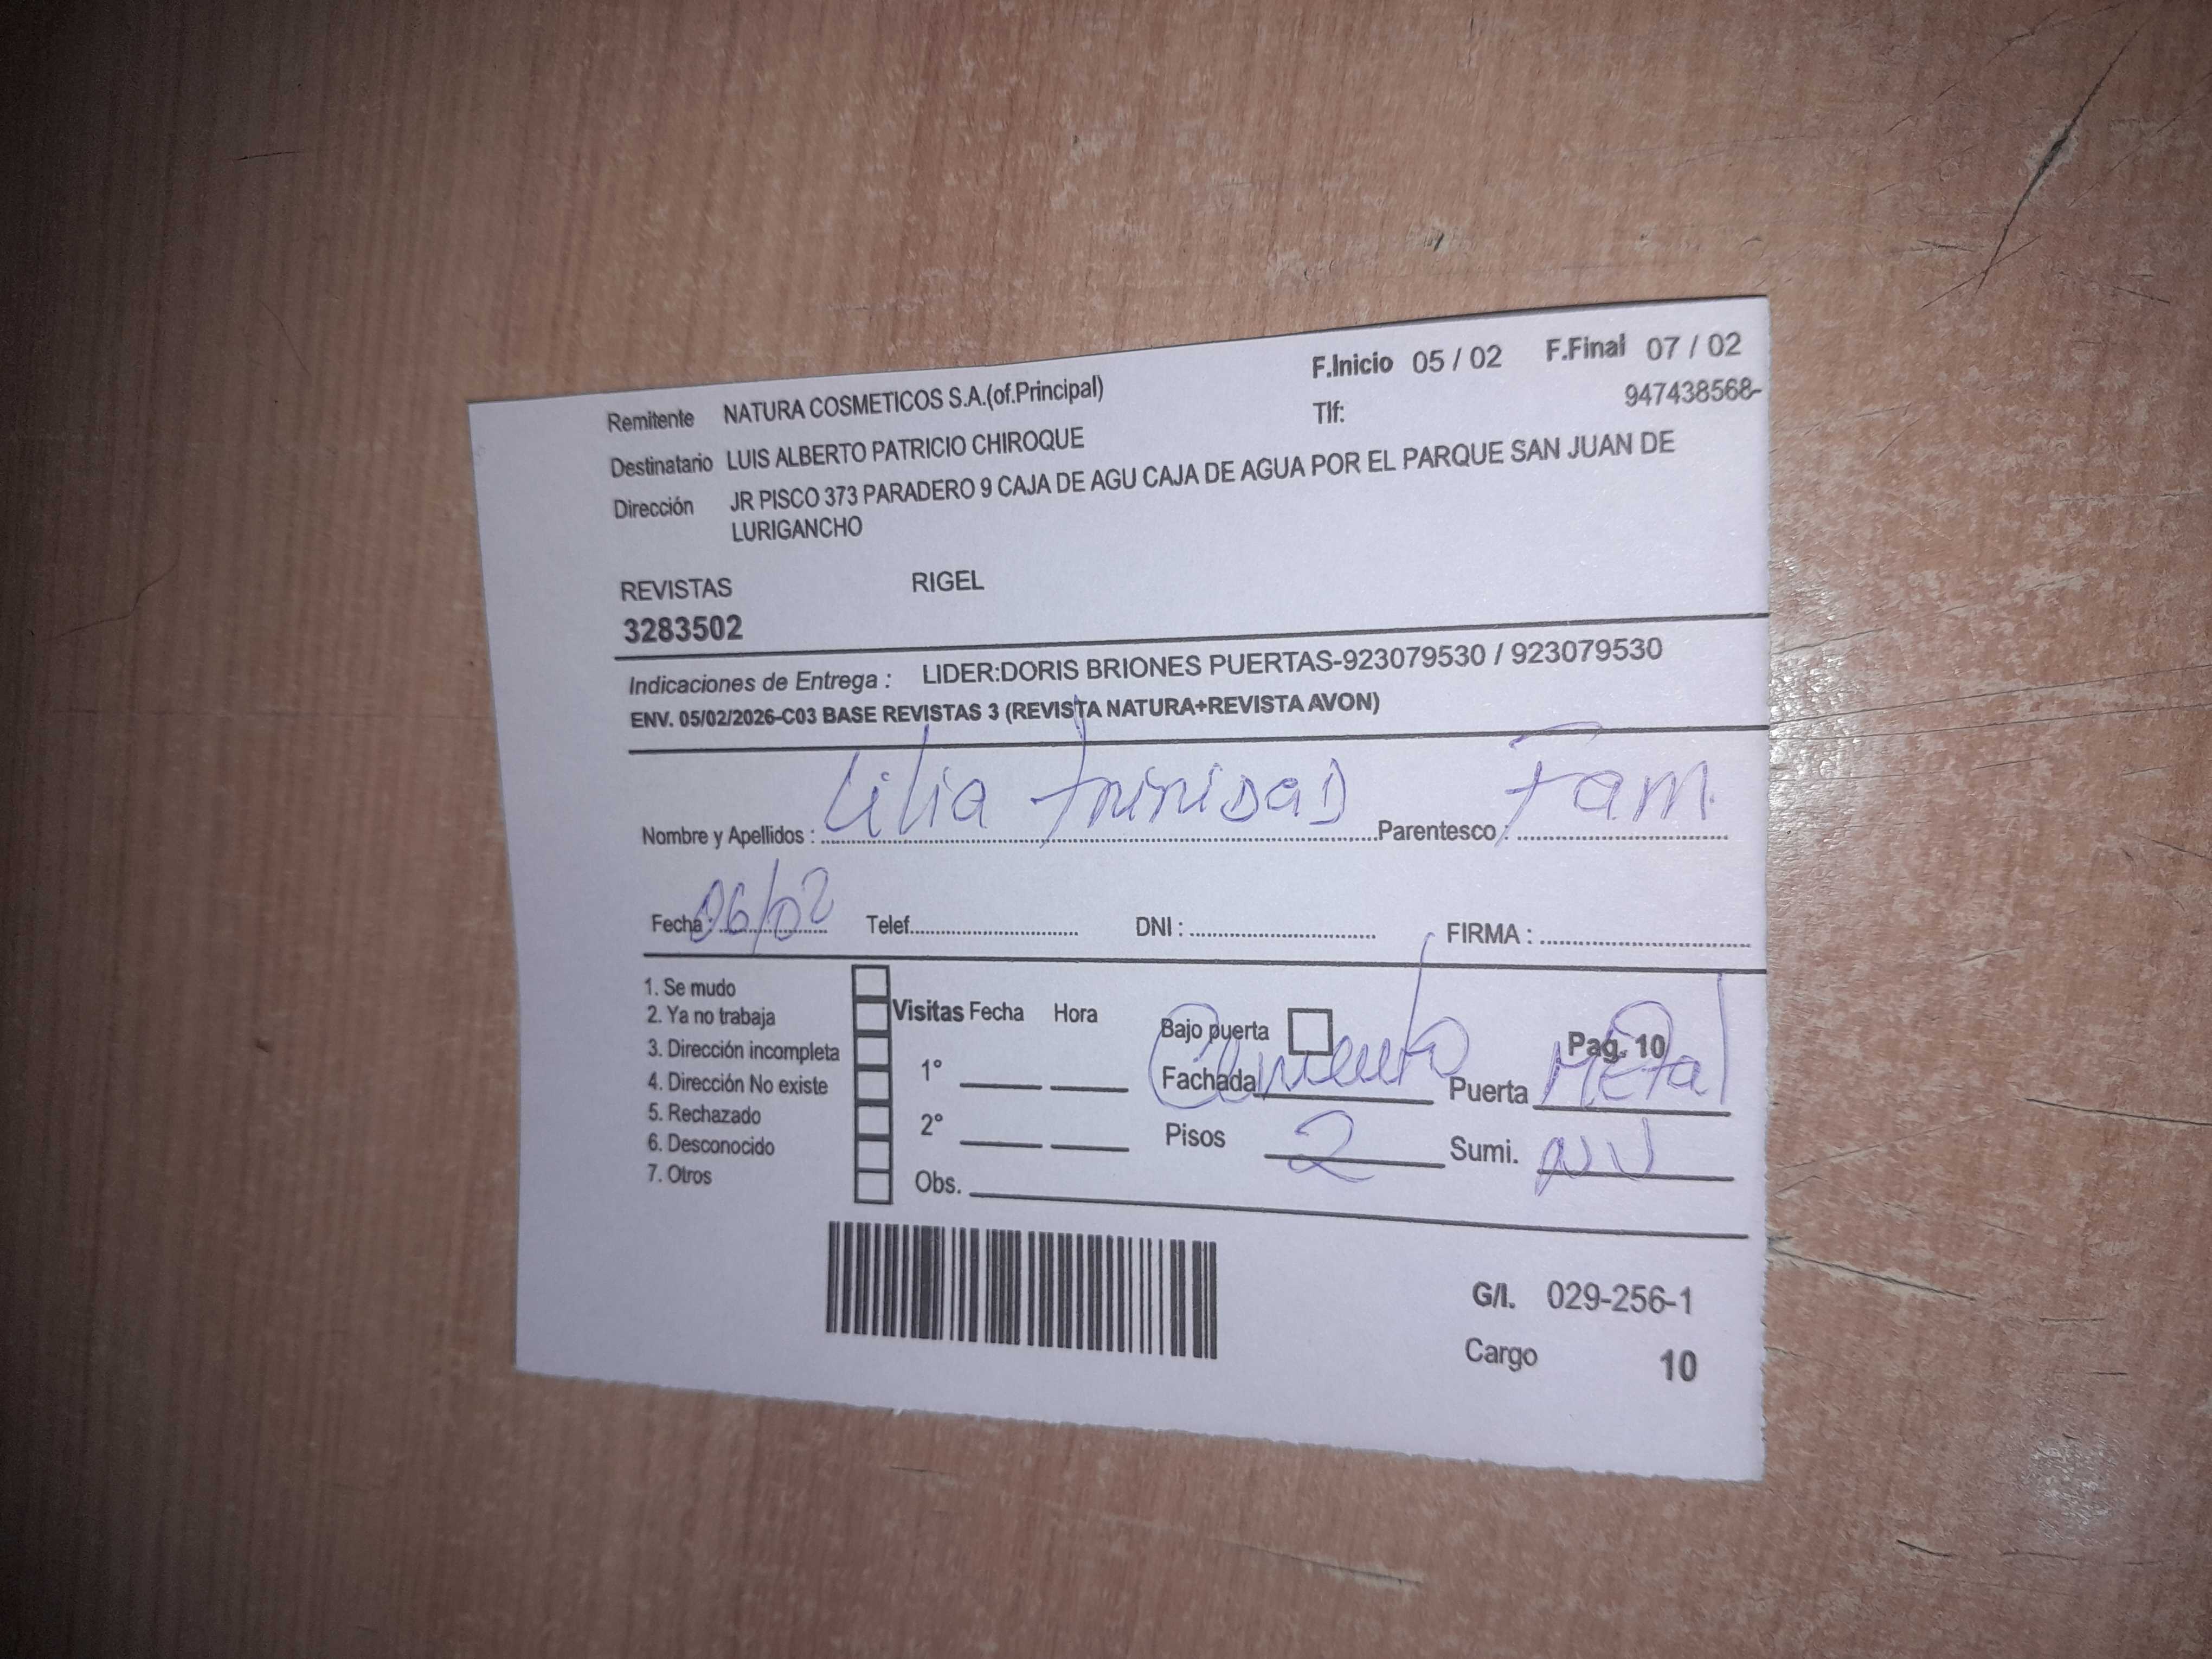 F.Inicio 05 / 02 F.Final 07 / 02
Remitente NATURA COSMETICOS S.A.(of.Principal) Tlf: 947438568-
Destinatario LUIS ALBERTO PATRICIO CHIROQUE
Dirección JR PISCO 373 PARADERO 9 CAJA DE AGU CAJA DE AGUA POR EL PARQUE SAN JUAN DE
LURIGANCHO
REVISTAS RIGEL
3283502
Indicaciones de Entrega : LIDER:DORIS BRIONES PUERTAS-923079530 / 923079530
ENV. 05/02/2026-C03 BASE REVISTAS 3 (REVISTA NATURA+REVISTA AVON)
Nombre y Apellidos : Lilia trinidad Parentesco : Fam.
Fecha : 06/02 Telef. DNI : FIRMA :
1. Se mudo
2. Ya no trabaja
3. Dirección incompleta
4. Dirección No existe
5. Rechazado
6. Desconocido
7. Otros
Visitas Fecha Hora
1°
2°
Obs.
Bajo puerta Pag. 10
Fachada Cemento Puerta Metal
Pisos 2 Sumi.
G/I. 029-256-1
Cargo 10